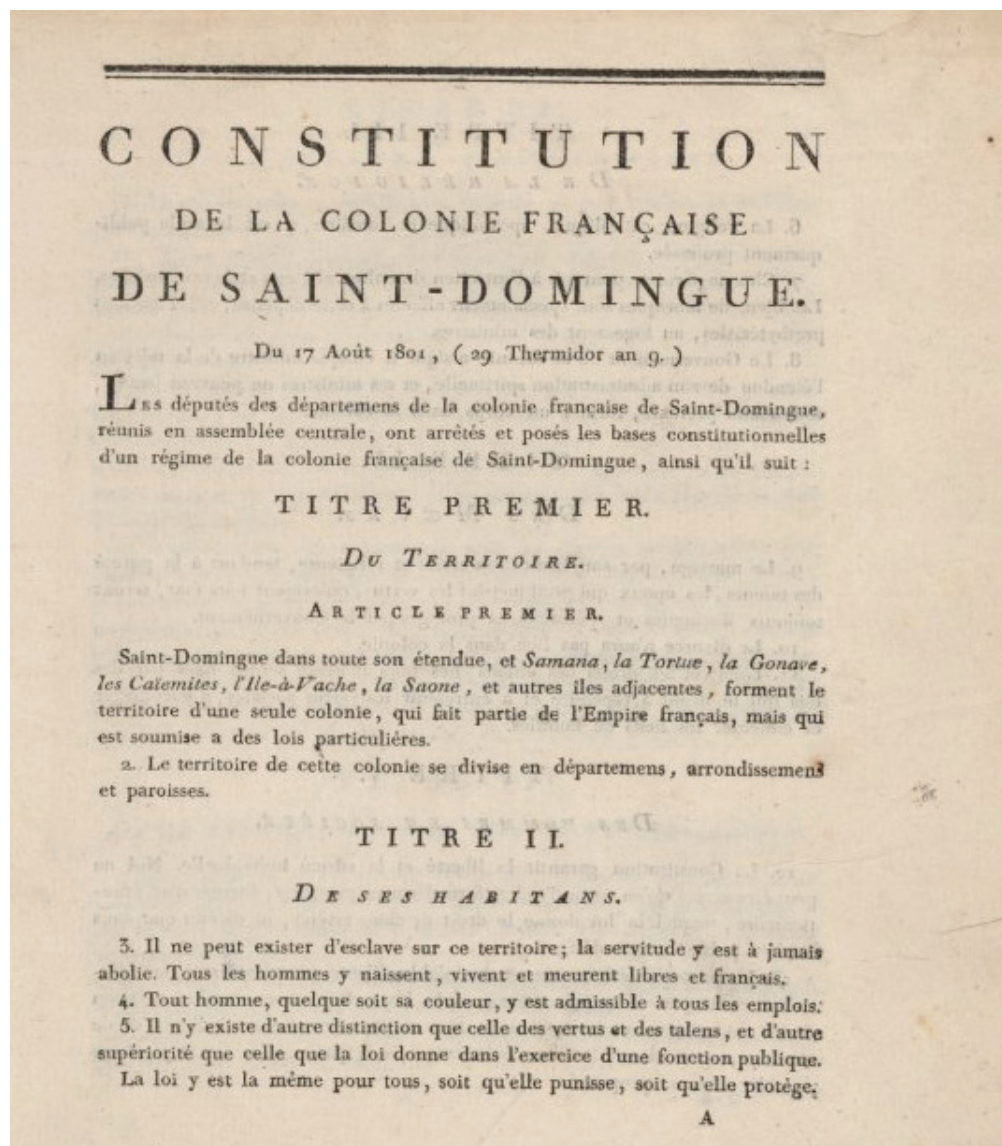 CONSTITUTION
DE LA COLONIE FRANÇAISE
DE SAINT-DOMINGUE.
Du 17 Août 1801, ( 29 Thermidor an 9. )
LES députés des départemens de la colonie française de Saint-Domingue,
réunis en assemblée centrale, ont arrêtés et posés les bases constitutionnelles
d'un régime de la colonie française de Saint-Domingue, ainsi qu'il suit :
TITRE PREMIER.
DU TERRITOIRE.
ARTICLE PREMIER.
Saint-Domingue dans toute son étendue, et Samana, la Tortue, la Gonave,
les Caïemites, l'Ile-à-Vache, la Saone, et autres iles adjacentes, forment le
territoire d'une seule colonie, qui fait partie de l'Empire français, mais qui
est soumise a des lois particuliéres.
2. Le territoire de cette colonie se divise en départemens, arrondissemens
et paroisses.
TITRE II.
DE SES HABITANS.
3. Il ne peut exister d'esclave sur ce territoire; la servitude y est à jamais
abolie. Tous les hommes y naissent, vivent et meurent libres et français.
4. Tout homme, quelque soit sa couleur, y est admissible à tous les emplois.
5. Il n'y existe d'autre distinction que celle des vertus et des talens, et d'autre
supériorité que celle que la loi donne dans l'exercice d'une fonction publique.
La loi y est la même pour tous, soit qu'elle punisse, soit qu'elle protège.
A